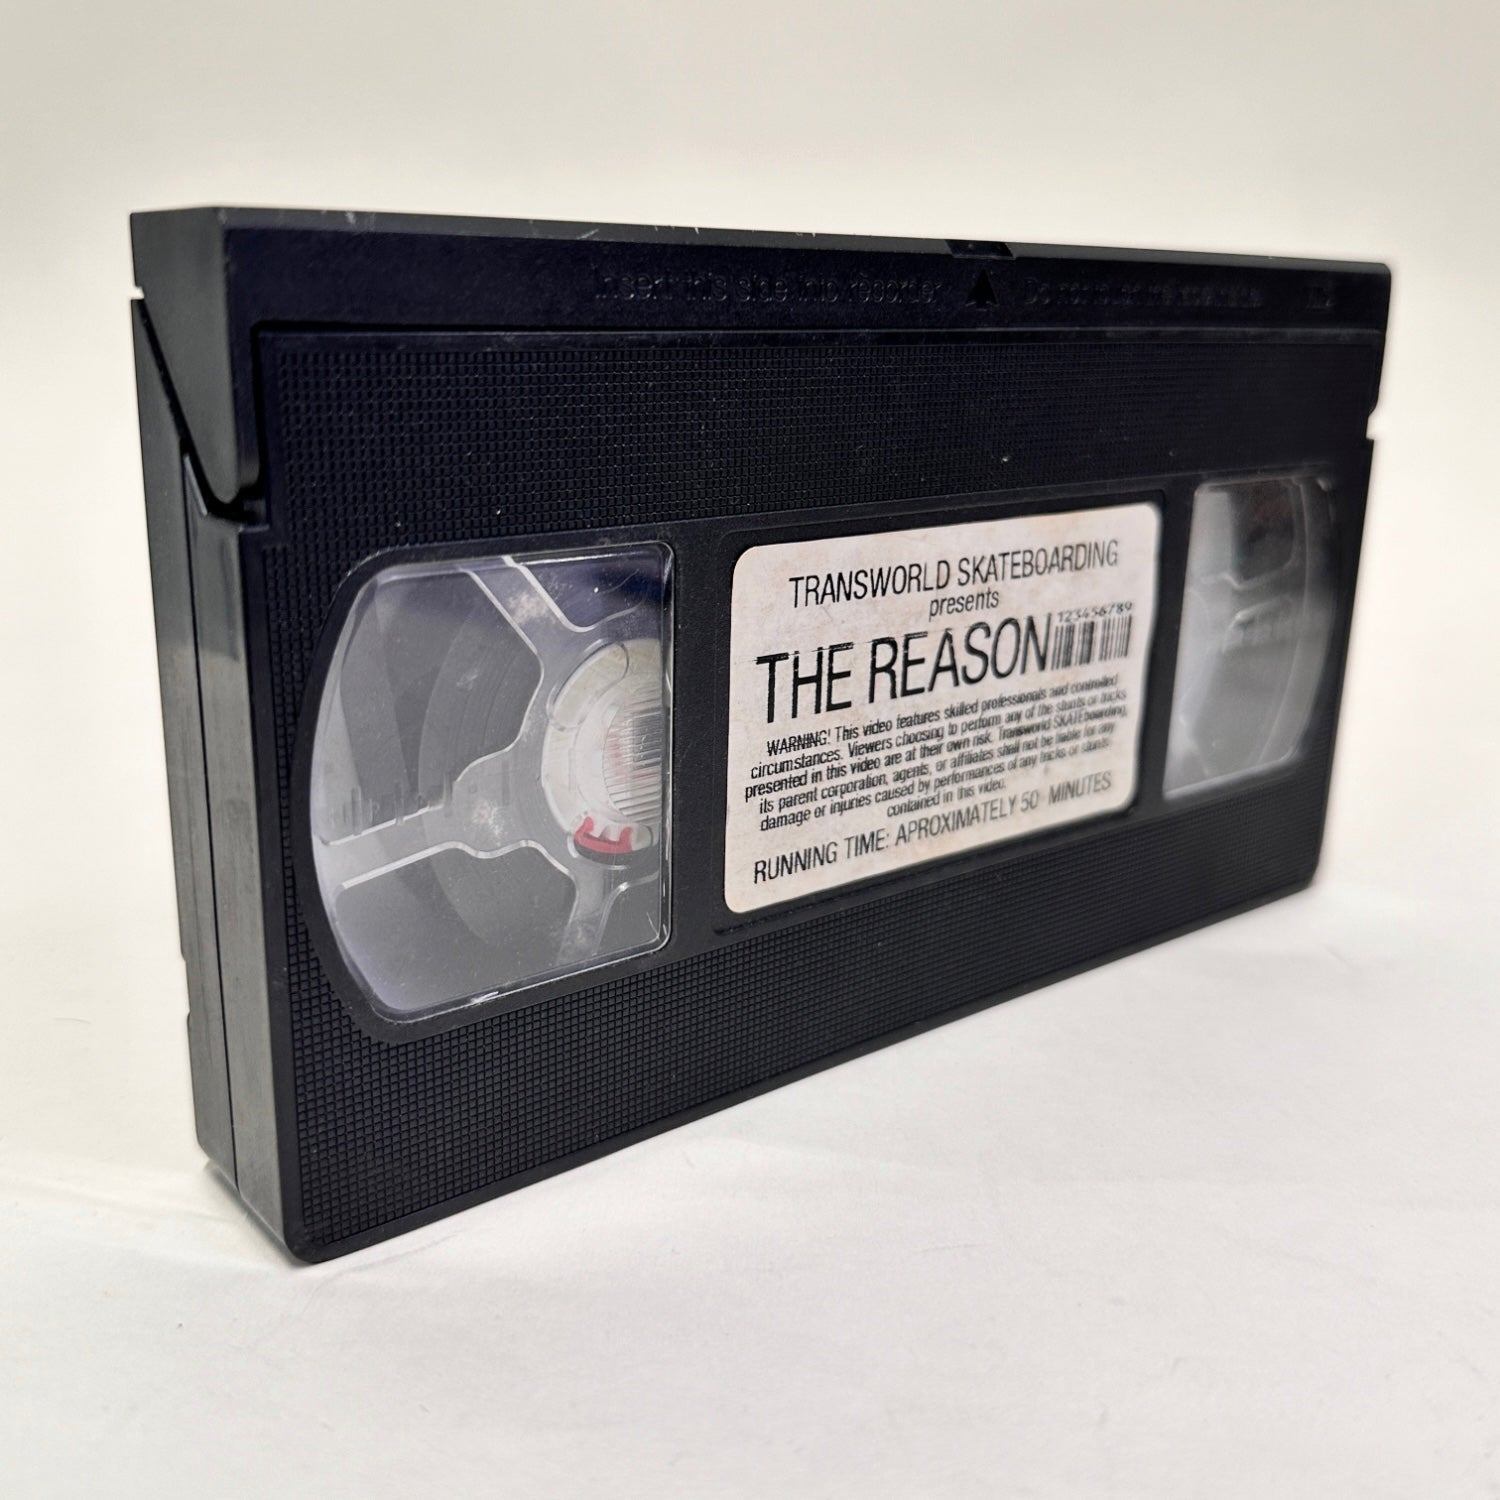 Insert this side into recorder
TRANSWORLD SKATEBOARDING
presents
THE REASON
123456789
WARNING! This video features skilled professionals and controlled
circumstances. Viewers choosing to perform any of the stunts or tricks
presented in this video are at their own risk. Transworld SKATEboarding,
its parent corporation, agents, or affiliates shall not be liable for any
damage or injuries caused by performances of any tricks or stunts
contained in this video.
RUNNING TIME: APROXIMATELY 50 MINUTES